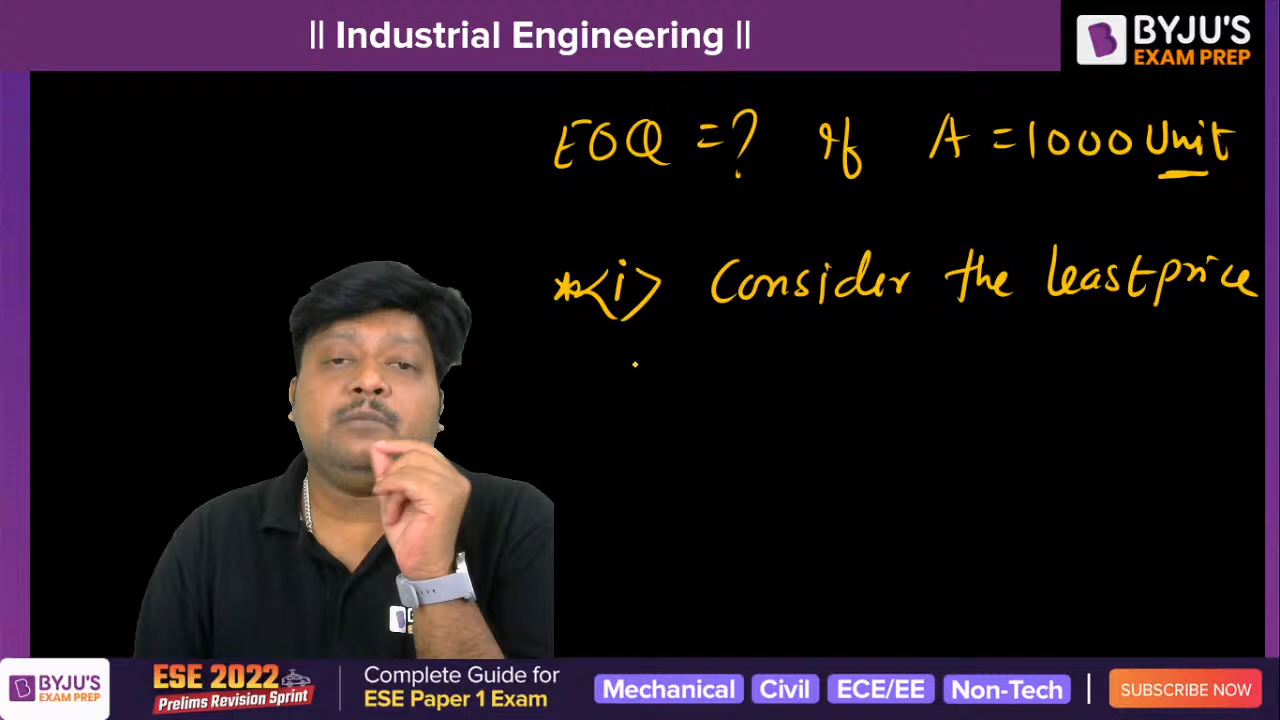 || Industrial Engineering ||
BYJU'S
EXAM PREP
EOQ = ? if A = 1000 Unit
*<i> Consider the least price
BYJU'S
EXAM PREP
ESE 2022
Prelims Revision Sprint
Complete Guide for
ESE Paper 1 Exam
Mechanical Civil ECE/EE Non-Tech
SUBSCRIBE NOW